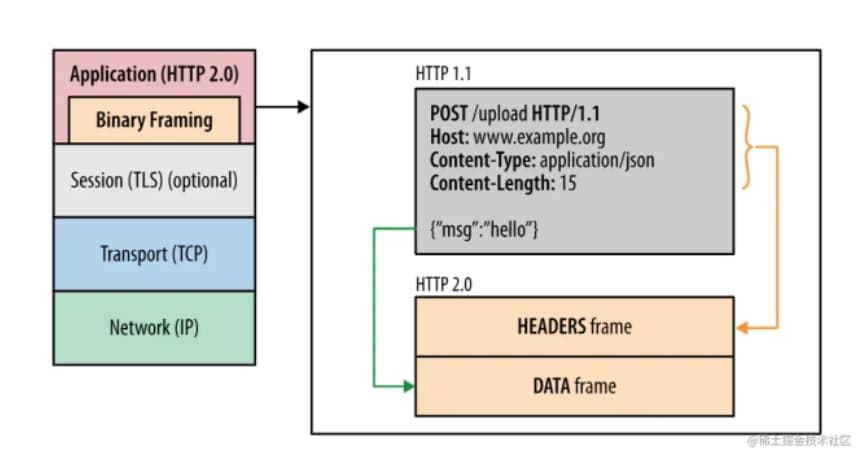 Application (HTTP 2.0)
Binary Framing
Session (TLS) (optional)
Transport (TCP)
Network (IP)
HTTP 1.1
POST /upload HTTP/1.1
Host: www.example.org
Content-Type: application/json
Content-Length: 15
{"msg":"hello"}
HTTP 2.0
HEADERS frame
DATA frame
@稀土掘金技术社区